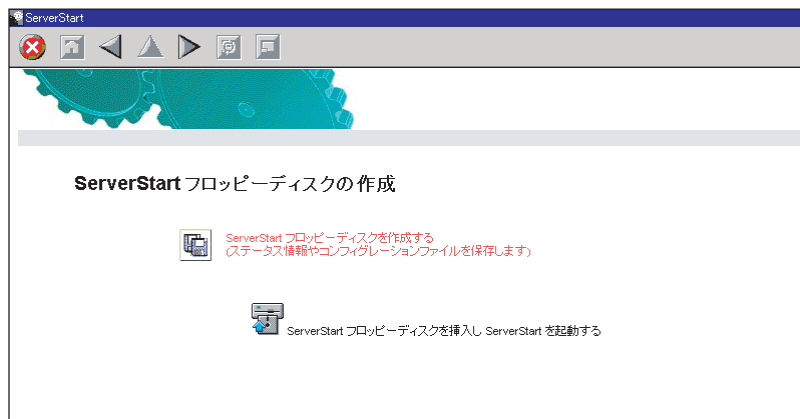 ServerStart
ServerStart フロッピーディスクの作成
ServerStart フロッピーディスクを作成する
(ステータス情報やコンフィグレーションファイルを保存します)
ServerStart フロッピーディスクを挿入し ServerStart を起動する